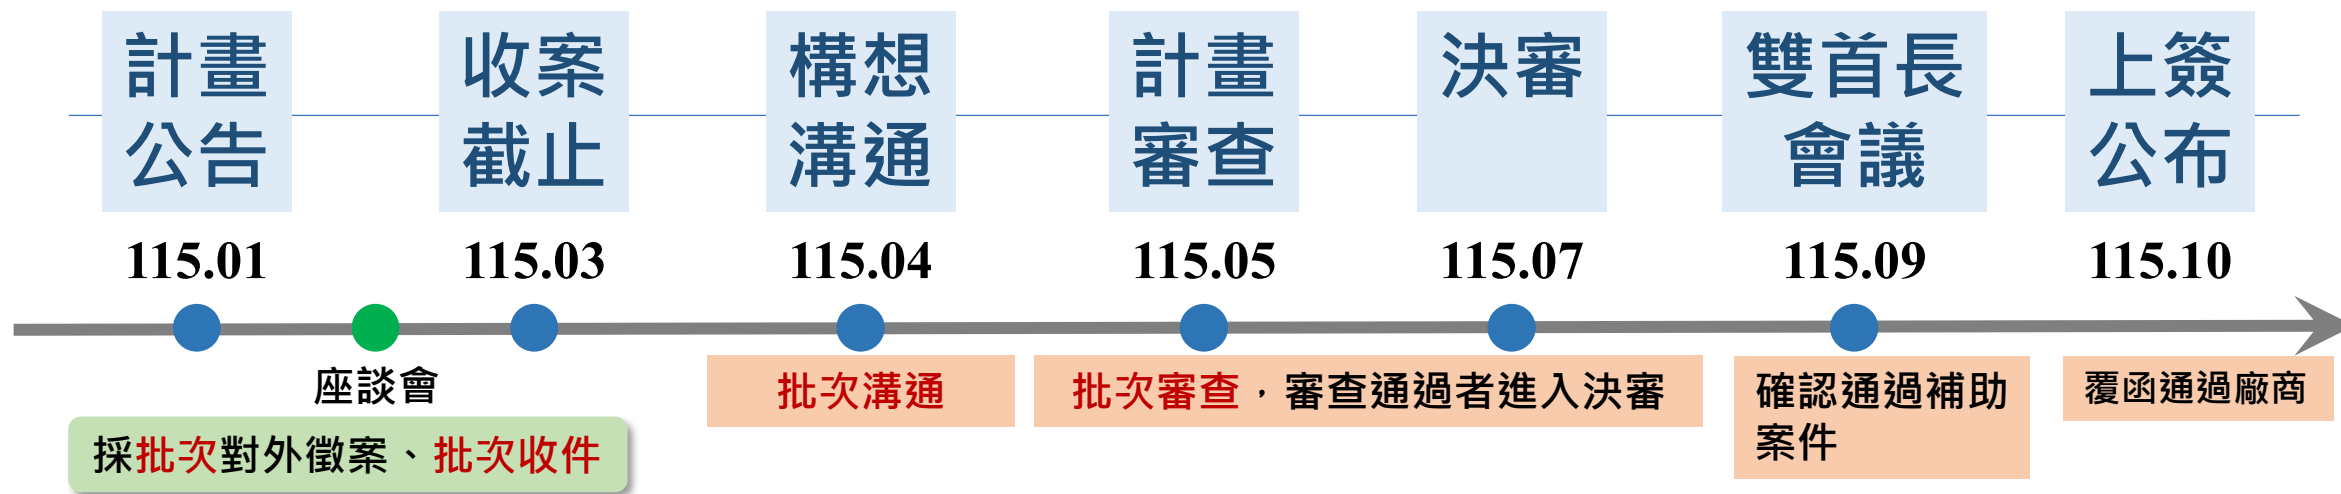 計畫
公告
收案
截止
構想
溝通
計畫
審查
決審
雙首長
會議
上簽
公布
115.01
115.03
115.04
115.05
115.07
115.09
115.10
座談會
採批次對外徵案、批次收件
批次溝通
批次審查，審查通過者進入決審
確認通過補助
案件
覆函通過廠商